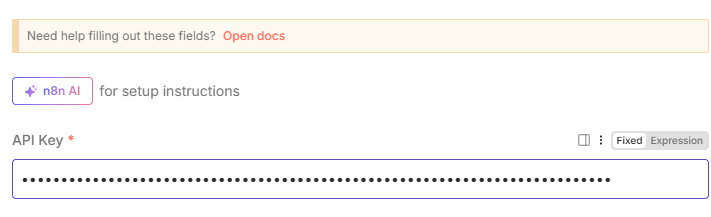 Need help filling out these fields? Open docs
n8n AI for setup instructions
API Key * Fixed Expression
••••••••••••••••••••••••••••••••••••••••••••••••••••••••••••••••••••••••••